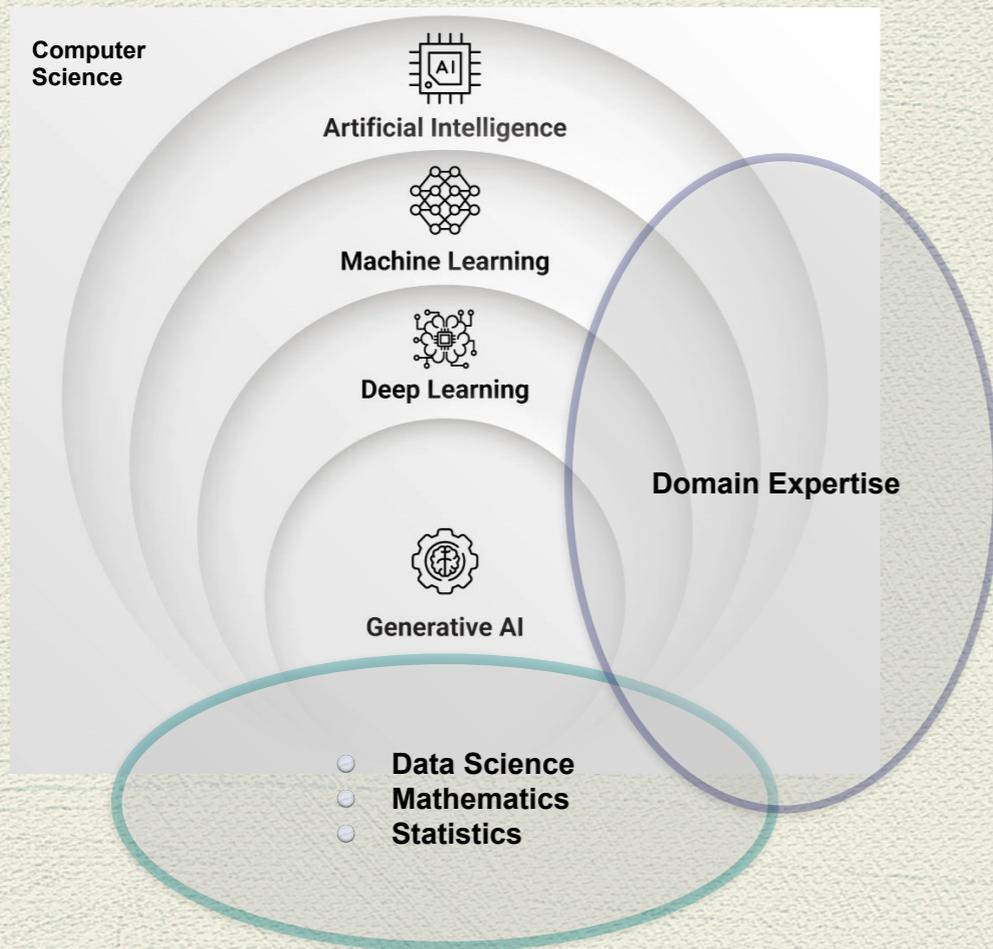 Computer
Science
AI
Artificial Intelligence
Machine Learning
Deep Learning
Domain Expertise
Generative AI
Data Science
Mathematics
Statistics